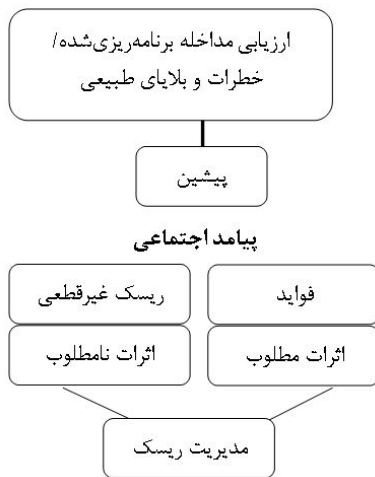 ارزیابی مداخله برنامه‌ریزی‌شده/
خطرات و بلایای طبیعی
پیشین
پیامد اجتماعی
فواید
ریسک غیرقطعی
اثرات مطلوب
اثرات نامطلوب
مدیریت ریسک